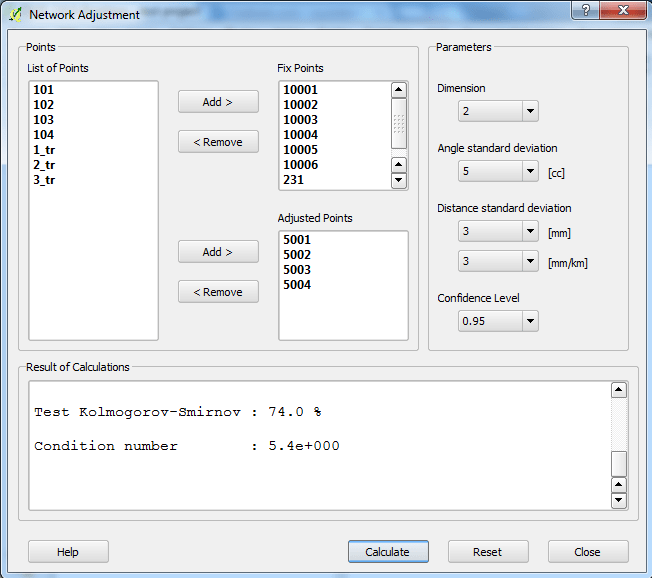 Network Adjustment
Points
List of Points
101
102
103
104
1_tr
2_tr
3_tr
Add >
< Remove
Fix Points
10001
10002
10003
10004
10005
10006
231
Add >
< Remove
Adjusted Points
5001
5002
5003
5004
Parameters
Dimension
2
Angle standard deviation
5 [cc]
Distance standard deviation
3 [mm]
3 [mm/km]
Confidence Level
0.95
Result of Calculations
Test Kolmogorov-Smirnov : 74.0 %
Condition number : 5.4e+000
Help
Calculate
Reset
Close